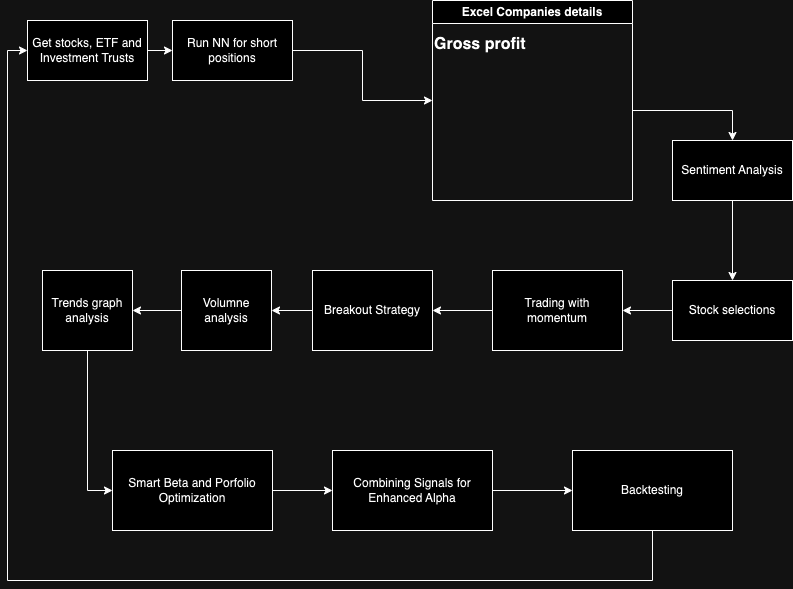 Excel Companies details
Get stocks, ETF and
Investment Trusts
Run NN for short
positions
Gross profit
Sentiment Analysis
Stock selections
Trading with
momentum
Breakout Strategy
Volumne
analysis
Trends graph
analysis
Smart Beta and Porfolio
Optimization
Combining Signals for
Enhanced Alpha
Backtesting